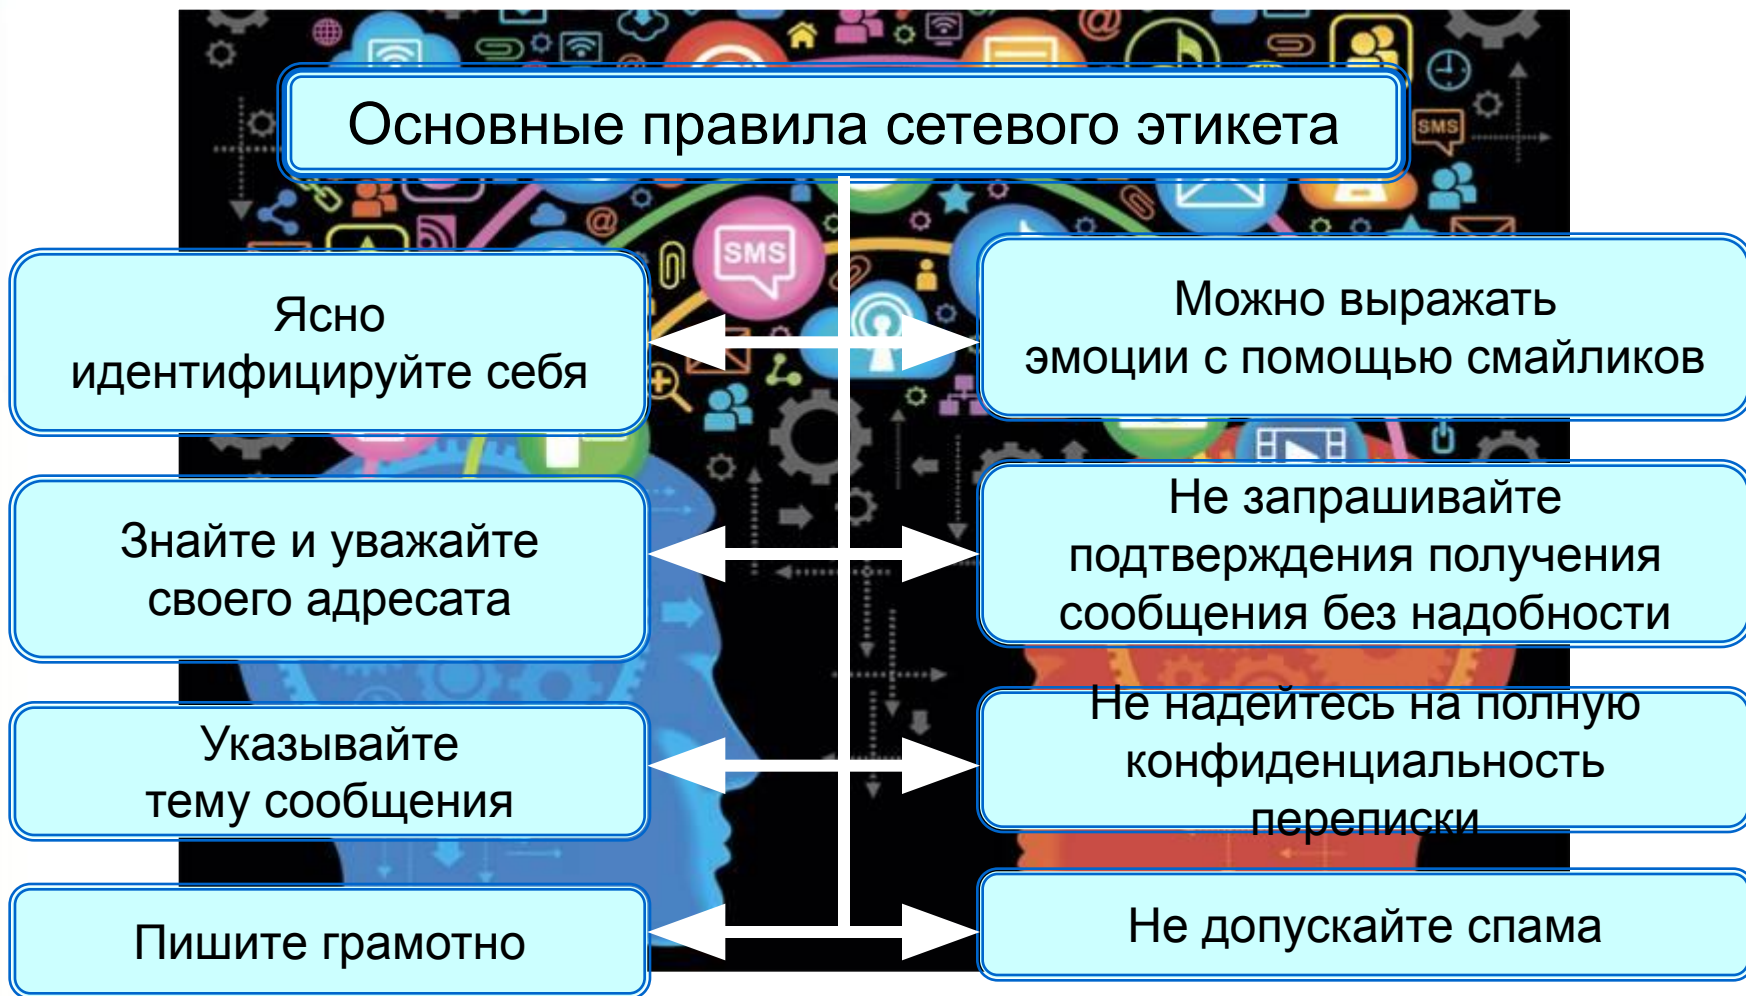 Основные правила сетевого этикета
SMS
SMS
Ясно
идентифицируйте себя
Можно выражать
эмоции с помощью смайликов
Знайте и уважайте
своего адресата
Не запрашивайте
подтверждения получения
сообщения без надобности
Указывайте
тему сообщения
Не надейтесь на полную
конфиденциальность
переписки
Пишите грамотно
Не допускайте спама